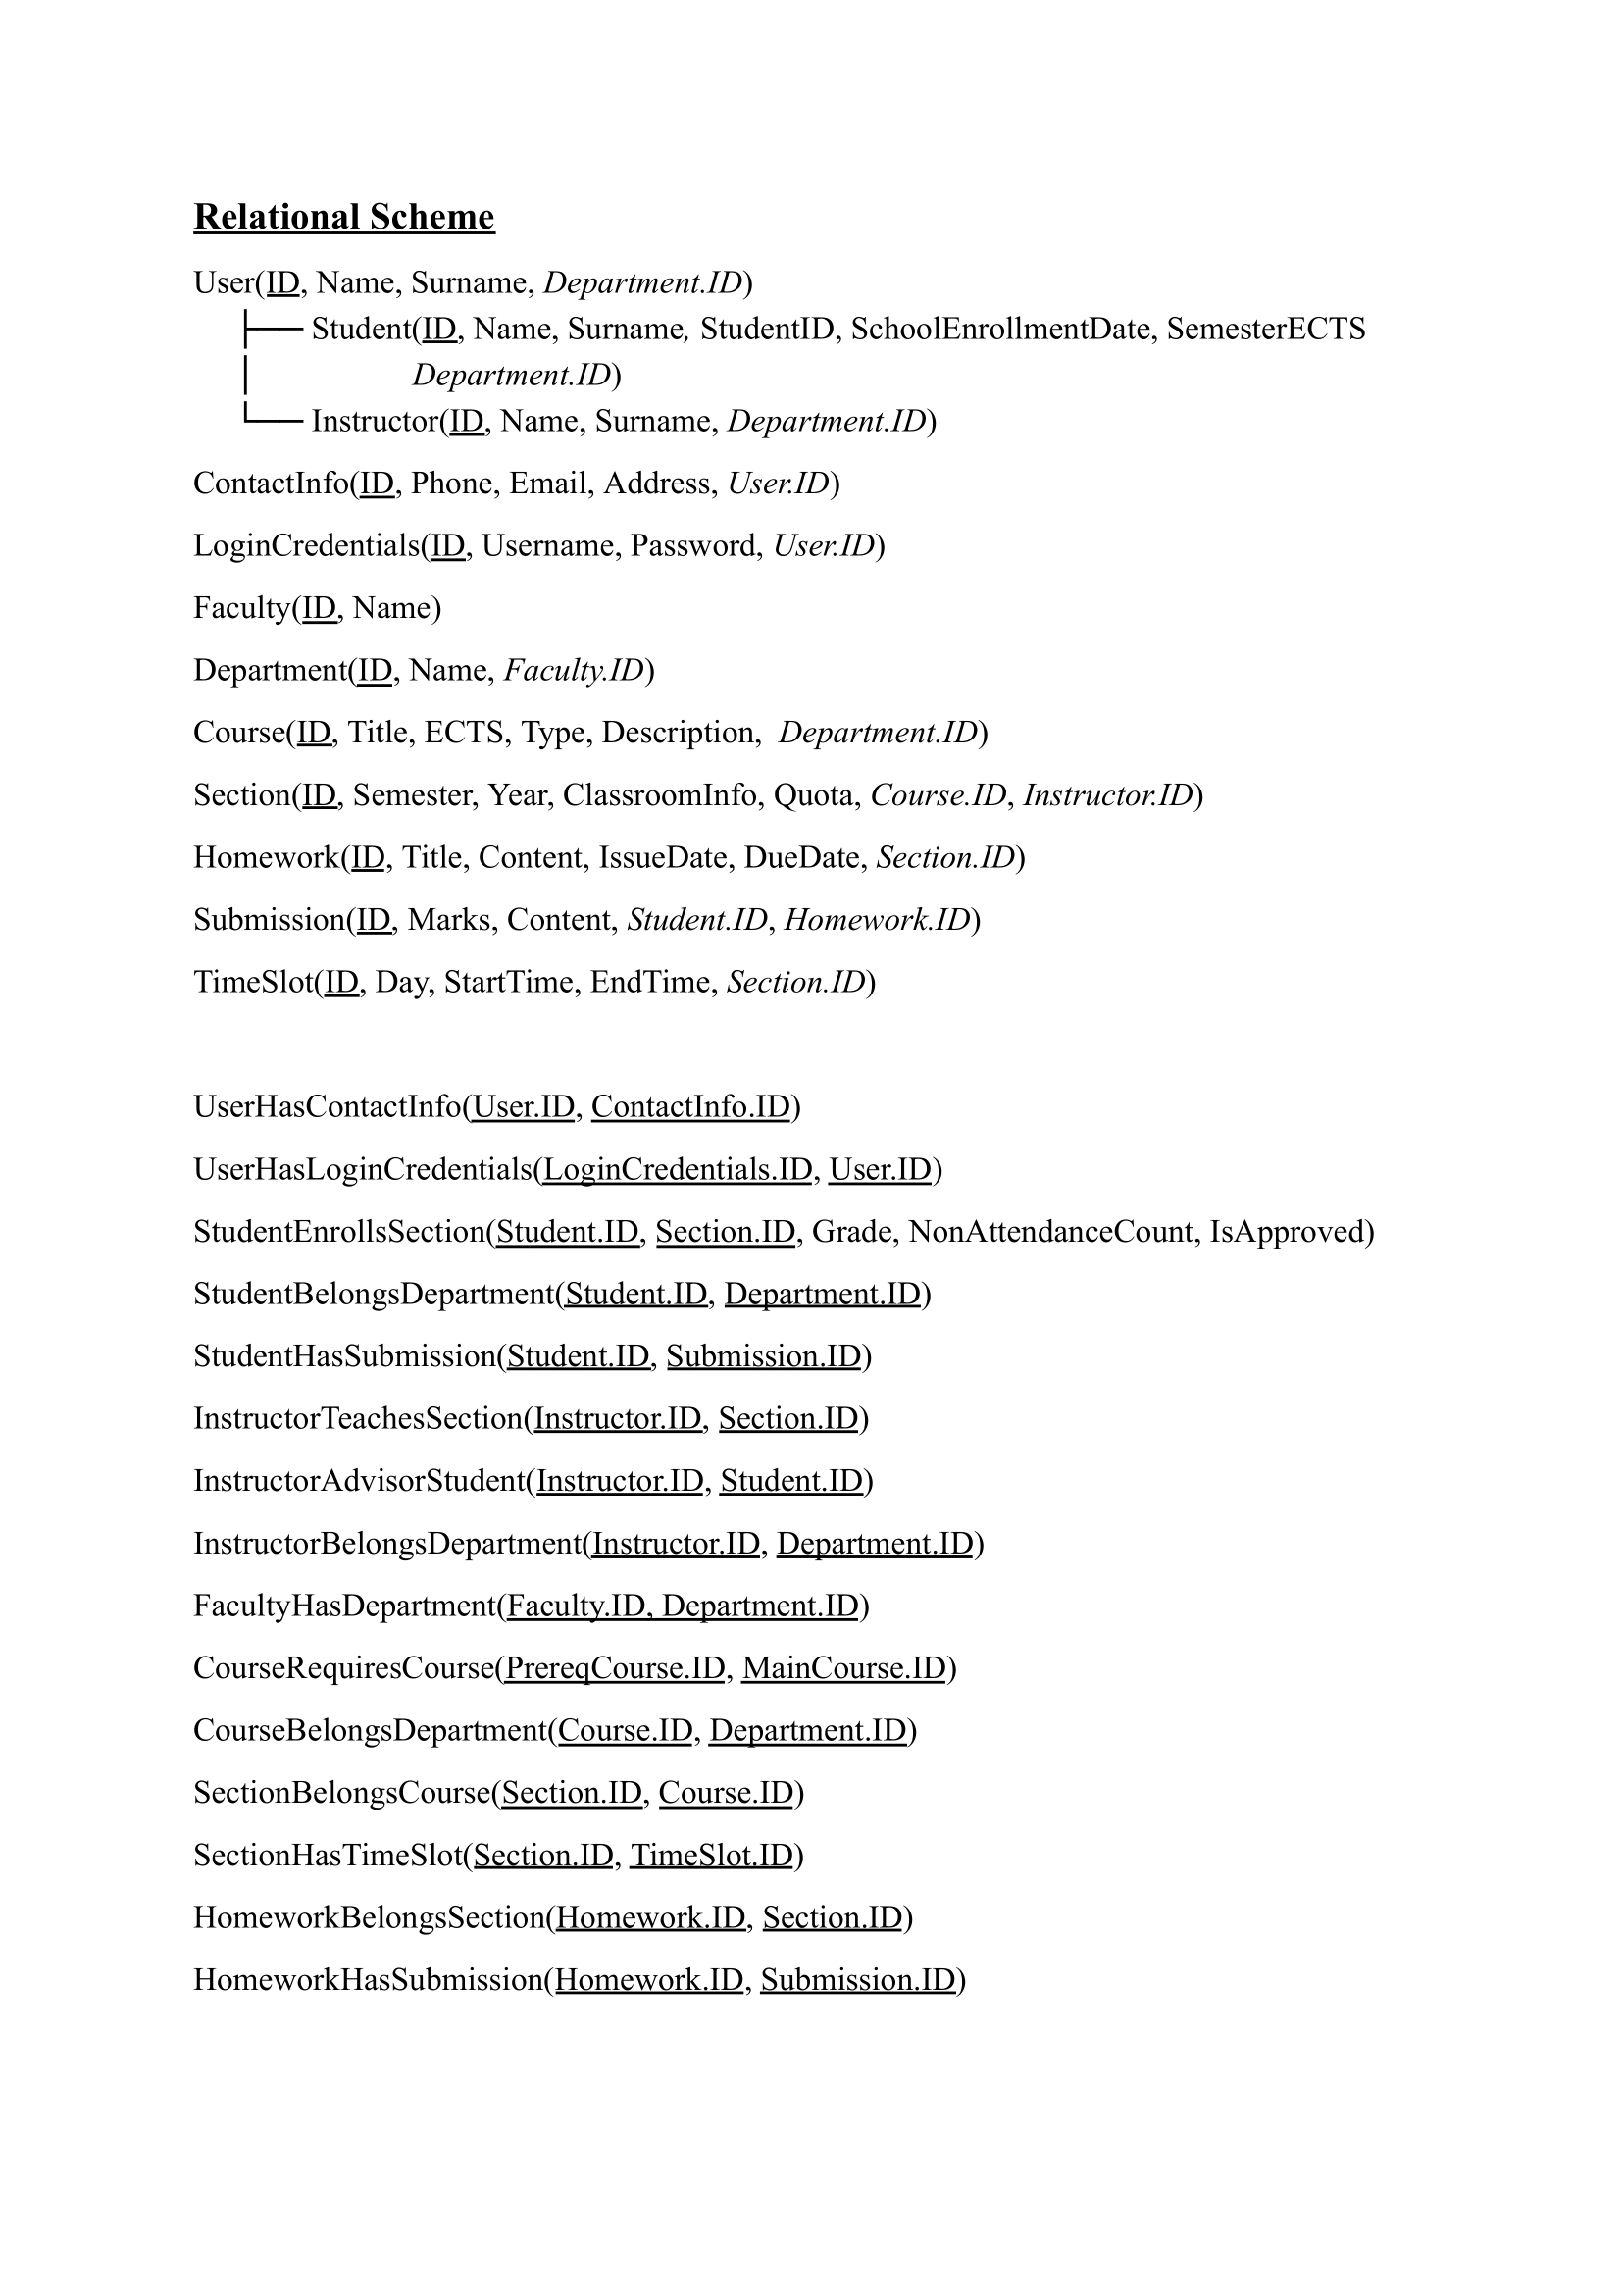 Relational Scheme
User(ID, Name, Surname, Department.ID)
Student(ID, Name, Surname, StudentID, SchoolEnrollmentDate, SemesterECTS
Department.ID)
Instructor(ID, Name, Surname, Department.ID)
ContactInfo(ID, Phone, Email, Address, User.ID)
LoginCredentials(ID, Username, Password, User.ID)
Faculty(ID, Name)
Department(ID, Name, Faculty.ID)
Course(ID, Title, ECTS, Type, Description, Department.ID)
Section(ID, Semester, Year, ClassroomInfo, Quota, Course.ID, Instructor.ID)
Homework(ID, Title, Content, IssueDate, DueDate, Section.ID)
Submission(ID, Marks, Content, Student.ID, Homework.ID)
TimeSlot(ID, Day, StartTime, EndTime, Section.ID)
UserHasContactInfo(User.ID, ContactInfo.ID)
UserHasLoginCredentials(LoginCredentials.ID, User.ID)
StudentEnrollsSection(Student.ID, Section.ID, Grade, NonAttendanceCount, IsApproved)
StudentBelongsDepartment(Student.ID, Department.ID)
StudentHasSubmission(Student.ID, Submission.ID)
InstructorTeachesSection(Instructor.ID, Section.ID)
InstructorAdvisorStudent(Instructor.ID, Student.ID)
InstructorBelongsDepartment(Instructor.ID, Department.ID)
FacultyHasDepartment(Faculty.ID, Department.ID)
CourseRequiresCourse(PrereqCourse.ID, MainCourse.ID)
CourseBelongsDepartment(Course.ID, Department.ID)
SectionBelongsCourse(Section.ID, Course.ID)
SectionHasTimeSlot(Section.ID, TimeSlot.ID)
HomeworkBelongsSection(Homework.ID, Section.ID)
HomeworkHasSubmission(Homework.ID, Submission.ID)